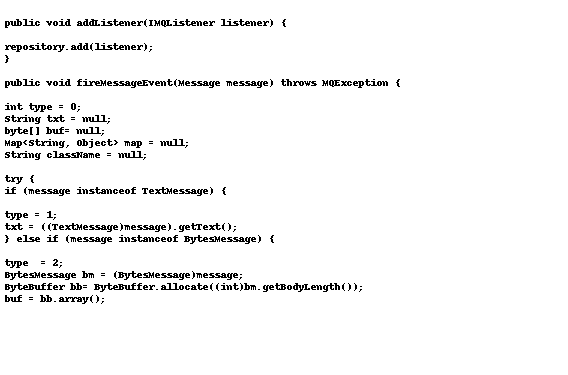 public void addListener(IMQListener listener) {
repository.add(listener);
}
public void fireMessageEvent(Message message) throws MQException {
int type = 0;
String txt = null;
byte[] buf= null;
Map<String, Object> map = null;
String className = null;
try {
if (message instanceof TextMessage) {
type = 1;
txt = ((TextMessage)message).getText();
} else if (message instanceof BytesMessage) {
type  = 2;
BytesMessage bm = (BytesMessage)message;
ByteBuffer bb= ByteBuffer.allocate((int)bm.getBodyLength());
buf = bb.array();